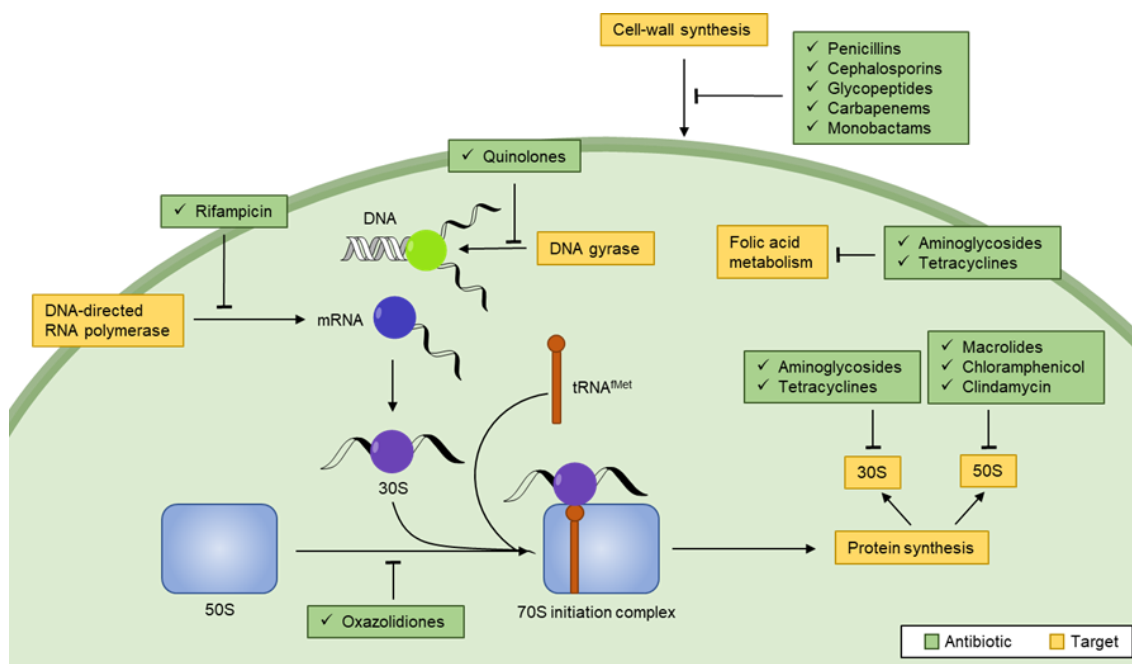 Cell-wall synthesis
✓ Penicillins
✓ Cephalosporins
✓ Glycopeptides
✓ Carbapenems
✓ Monobactams
✓ Quinolones
✓ Rifampicin
DNA
DNA gyrase
Folic acid
metabolism
✓ Aminoglycosides
✓ Tetracyclines
DNA-directed
RNA polymerase
mRNA
tRNAfMet
✓ Aminoglycosides
✓ Tetracyclines
✓ Macrolides
✓ Chloramphenicol
✓ Clindamycin
30S
30S
50S
Protein synthesis
50S
✓ Oxazolidiones
70S initiation complex
Antibiotic
Target